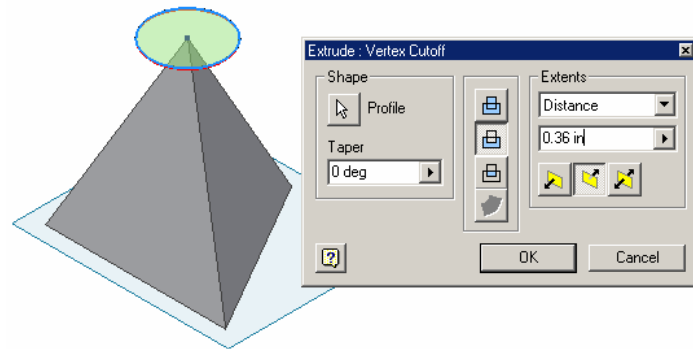 Extrude : Vertex Cutoff
Shape
Profile
Taper
0 deg
Extents
Distance
0.36 in
OK
Cancel